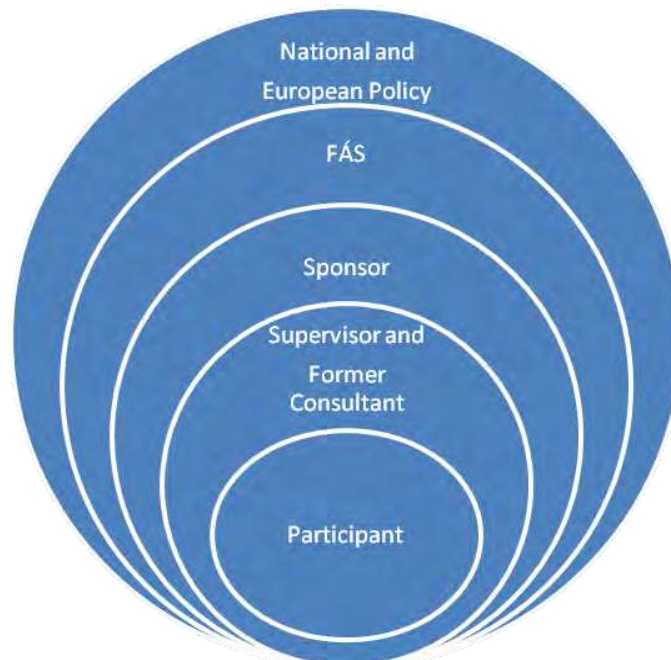 National and
European Policy
FÁS
Sponsor
Supervisor and
Former
Consultant
Participant